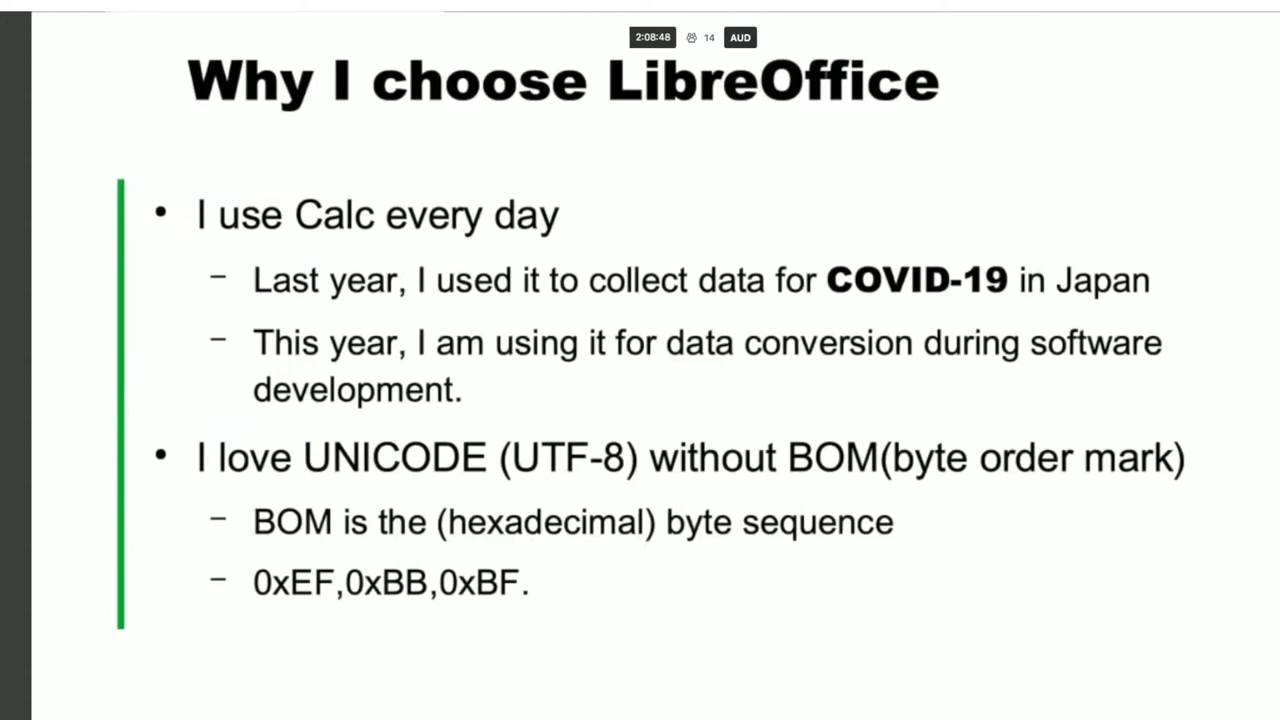 2:08:48 14 AUD
Why I choose LibreOffice
• I use Calc every day
– Last year, I used it to collect data for COVID-19 in Japan
– This year, I am using it for data conversion during software
development.
• I love UNICODE (UTF-8) without BOM(byte order mark)
– BOM is the (hexadecimal) byte sequence
– 0xEF,0xBB,0xBF.